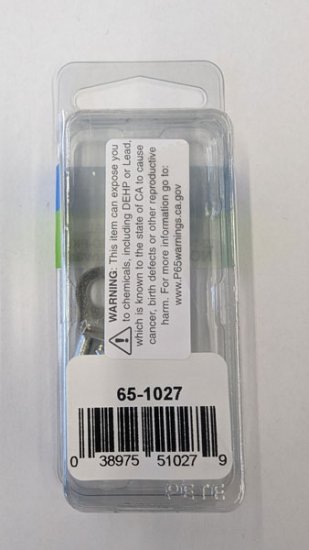 WARNING: This item can expose you
to chemicals, including DEHP or Lead,
which is known to the state of CA to cause
cancer, birth defects or other reproductive
harm. For more information go to:
www.P65warnings.ca.gov
65-1027
0 38975 51027 9